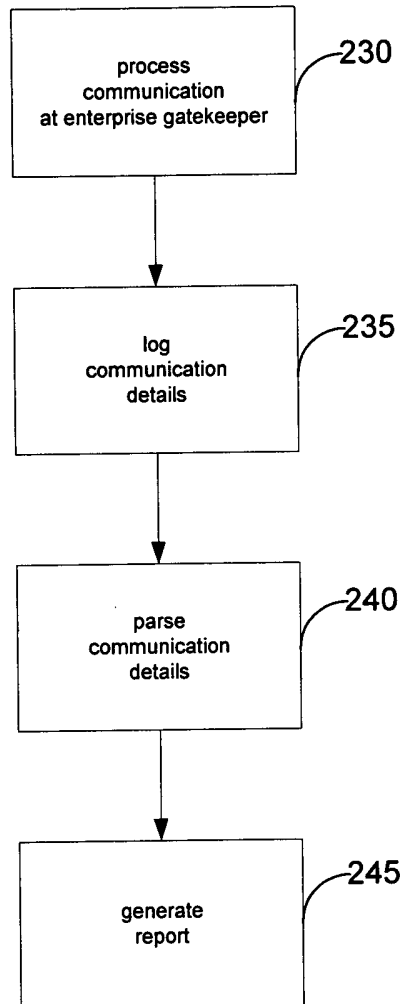 process
communication
at enterprise gatekeeper
230
log
communication
details
235
parse
communication
details
240
generate
report
245